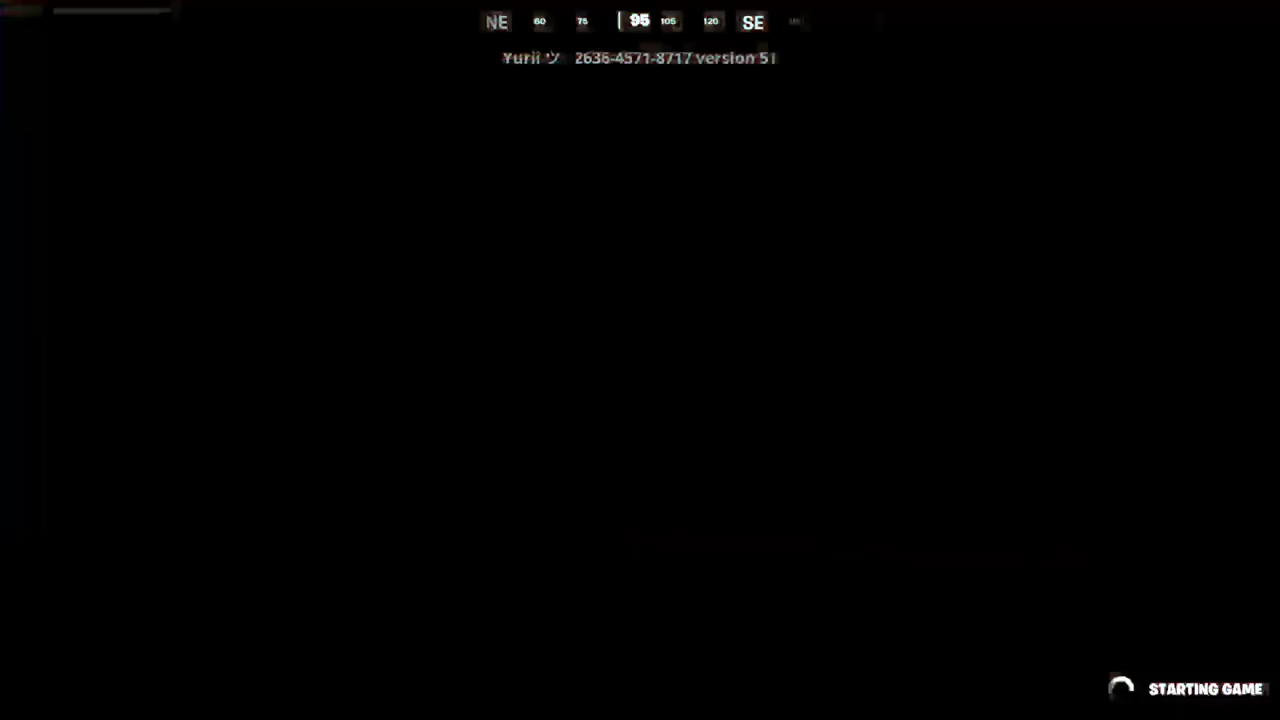 NE 60 75 | 95 105 120 SE
Yurii ツ 2636-4571-8717 version 51
STARTING GAME